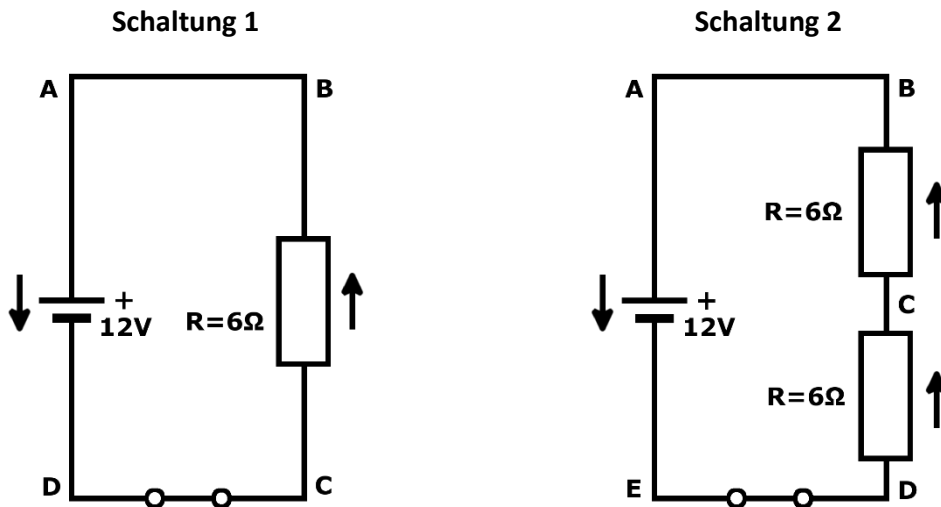 Schaltung 1
A
B
+
12V
R=6Ω
D
C
Schaltung 2
A
B
R=6Ω
C
+
12V
R=6Ω
E
D